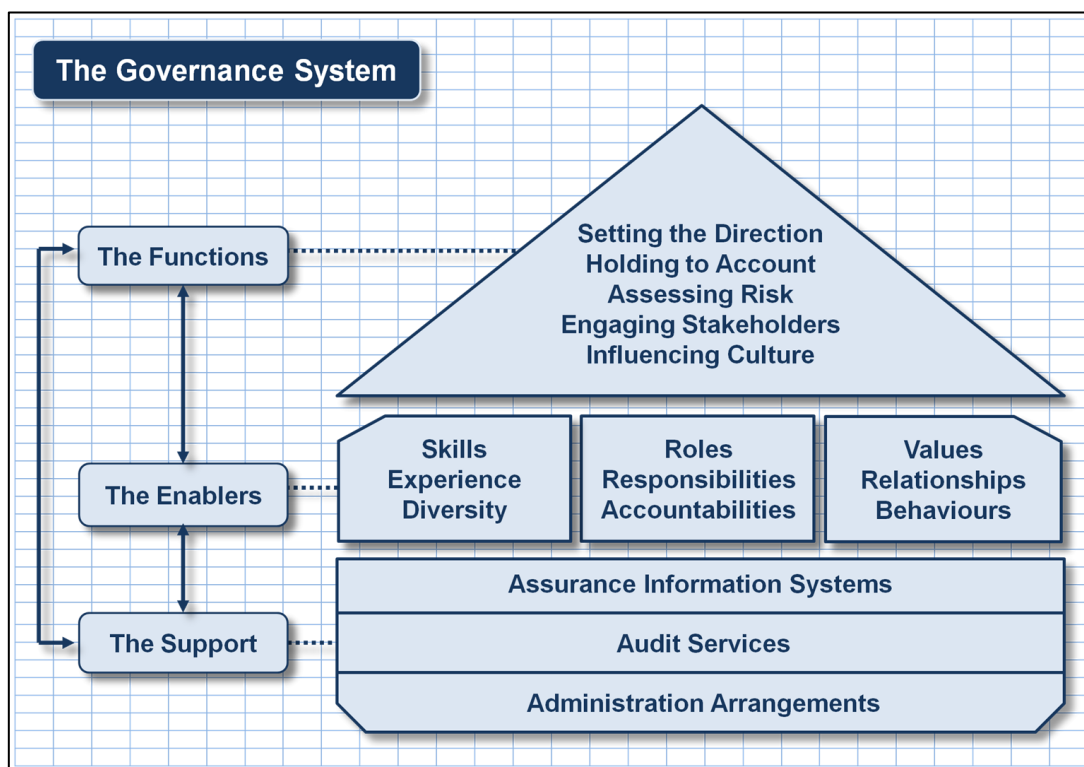 The Governance System
The Functions
Setting the Direction
Holding to Account
Assessing Risk
Engaging Stakeholders
Influencing Culture
The Enablers
Skills
Experience
Diversity
Roles
Responsibilities
Accountabilities
Values
Relationships
Behaviours
The Support
Assurance Information Systems
Audit Services
Administration Arrangements